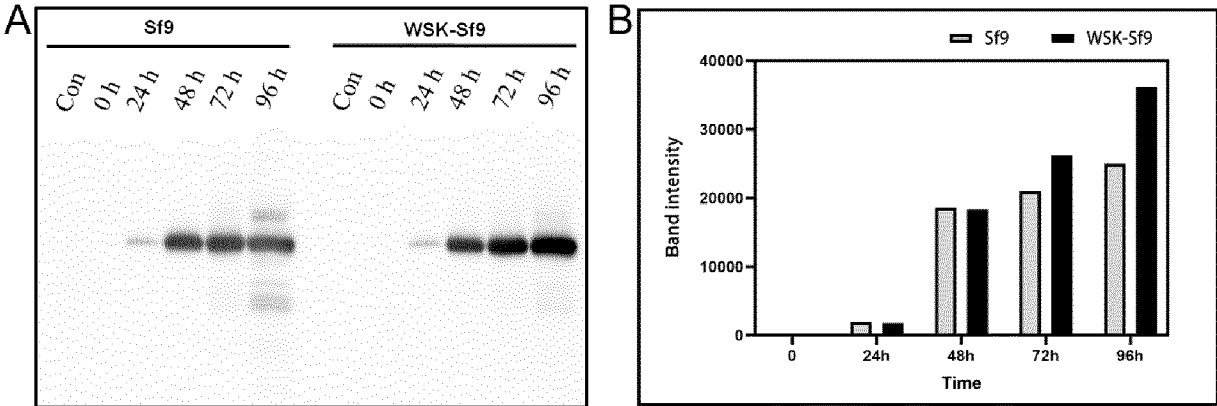 A
Sf9 WSK-Sf9
Con 0 h 24 h 48 h 72 h 96 h Con 0 h 24 h 48 h 72 h 96 h
B
Sf9 WSK-Sf9
40000
30000
20000
10000
0
Band intensity
0 24h 48h 72h 96h
Time